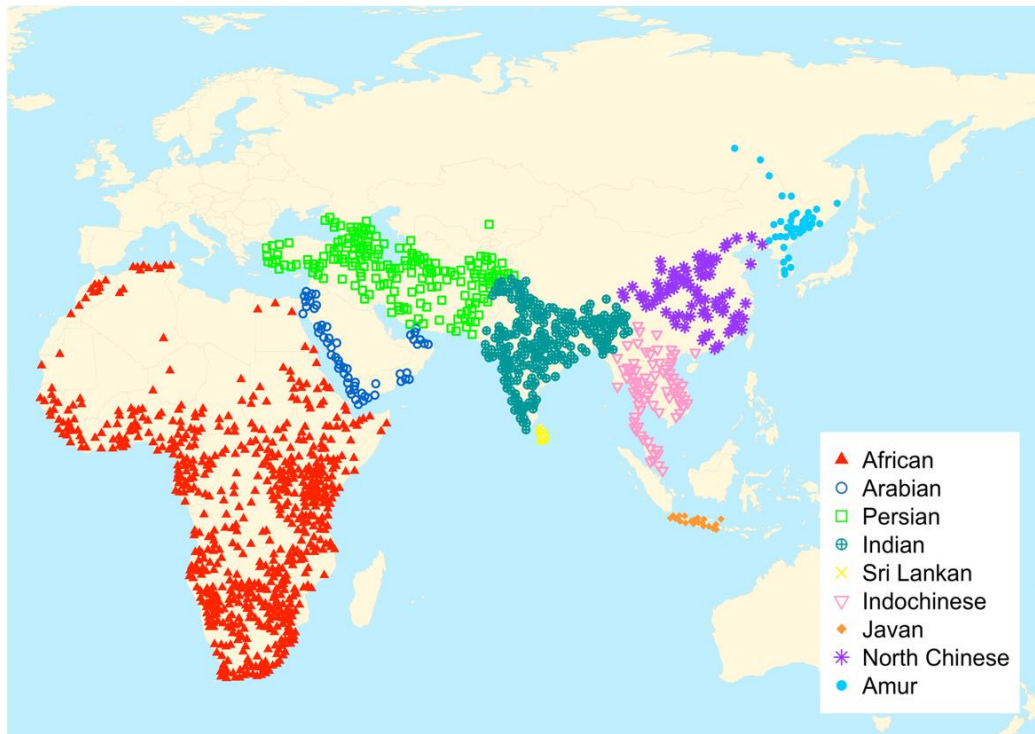 African
Arabian
Persian
Indian
Sri Lankan
Indochinese
Javan
North Chinese
Amur